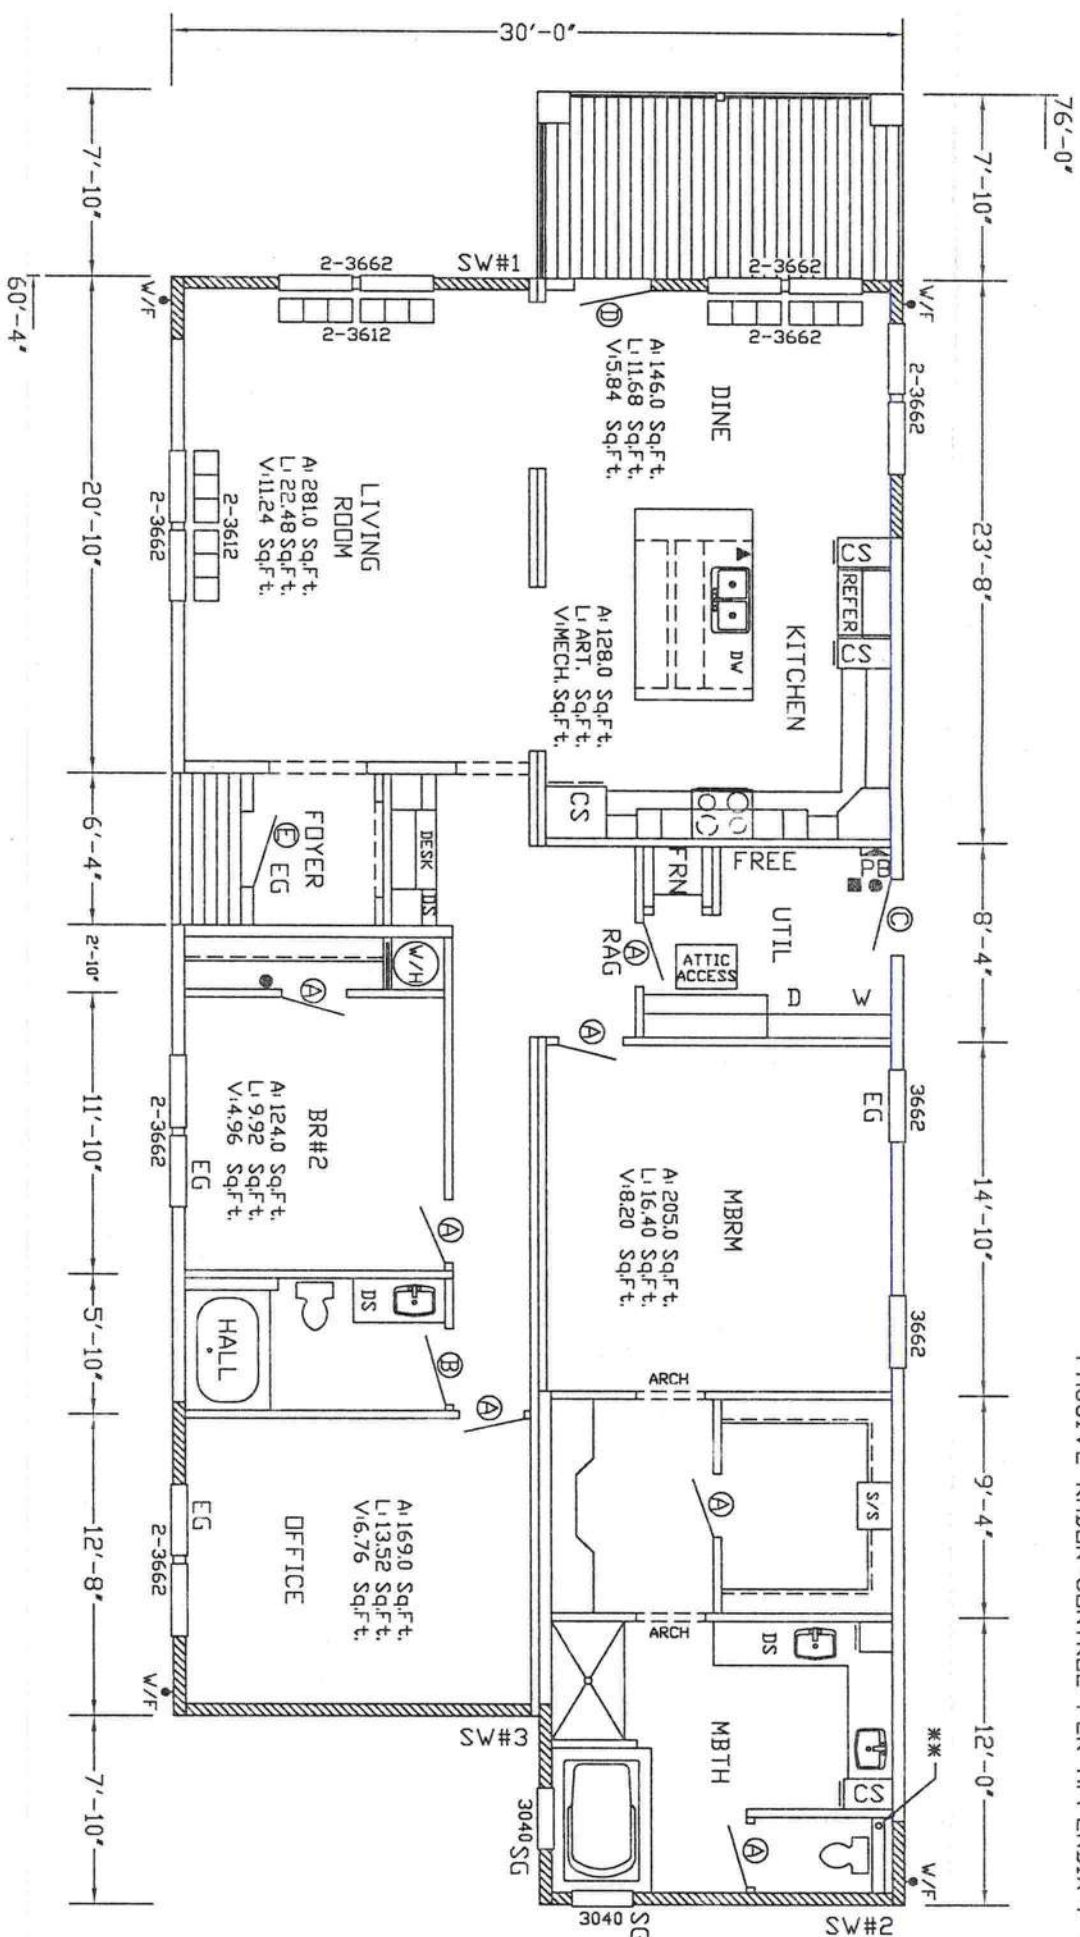 76'-0"
7'-10"
23'-8"
8'-4"
14'-10"
9'-4"
12'-0"
30'-0"
W/F
2-3662
CS
REFER
CS
PB
C
3662
EG
3662
S/S
**
W/F
2-3662
2-3662
D
DINE
A: 146.0 Sq.Ft.
L: 11.68 Sq.Ft.
V: 5.84 Sq.Ft.
KITCHEN
DW
A: 128.0 Sq.Ft.
L: ART. Sq.Ft.
V: MECH. Sq.Ft.
CS
UTIL
FREE
FRN
ATTIC
ACCESS
D
W
A
RAG
A
MBRM
A: 205.0 Sq.Ft.
L: 16.40 Sq.Ft.
V: 8.20 Sq.Ft.
ARCH
A
ARCH
DS
MBTH
CS
A
SW#2
3040
SG
3040 SG
SW#1
2-3662
2-3612
LIVING
ROOM
A: 281.0 Sq.Ft.
L: 22.48 Sq.Ft.
V: 11.24 Sq.Ft.
2-3612
2-3662
W/F
FOYER
F
EG
DESK
DS
W/H
A
BR#2
A: 124.0 Sq.Ft.
L: 9.92 Sq.Ft.
V: 4.96 Sq.Ft.
A
EG
2-3662
DS
HALL
B
A
OFFICE
A: 169.0 Sq.Ft.
L: 13.52 Sq.Ft.
V: 6.76 Sq.Ft.
EG
2-3662
SW#3
W/F
7'-10"
20'-10"
6'-4"
2'-10"
11'-10"
5'-10"
12'-8"
7'-10"
60'-4"